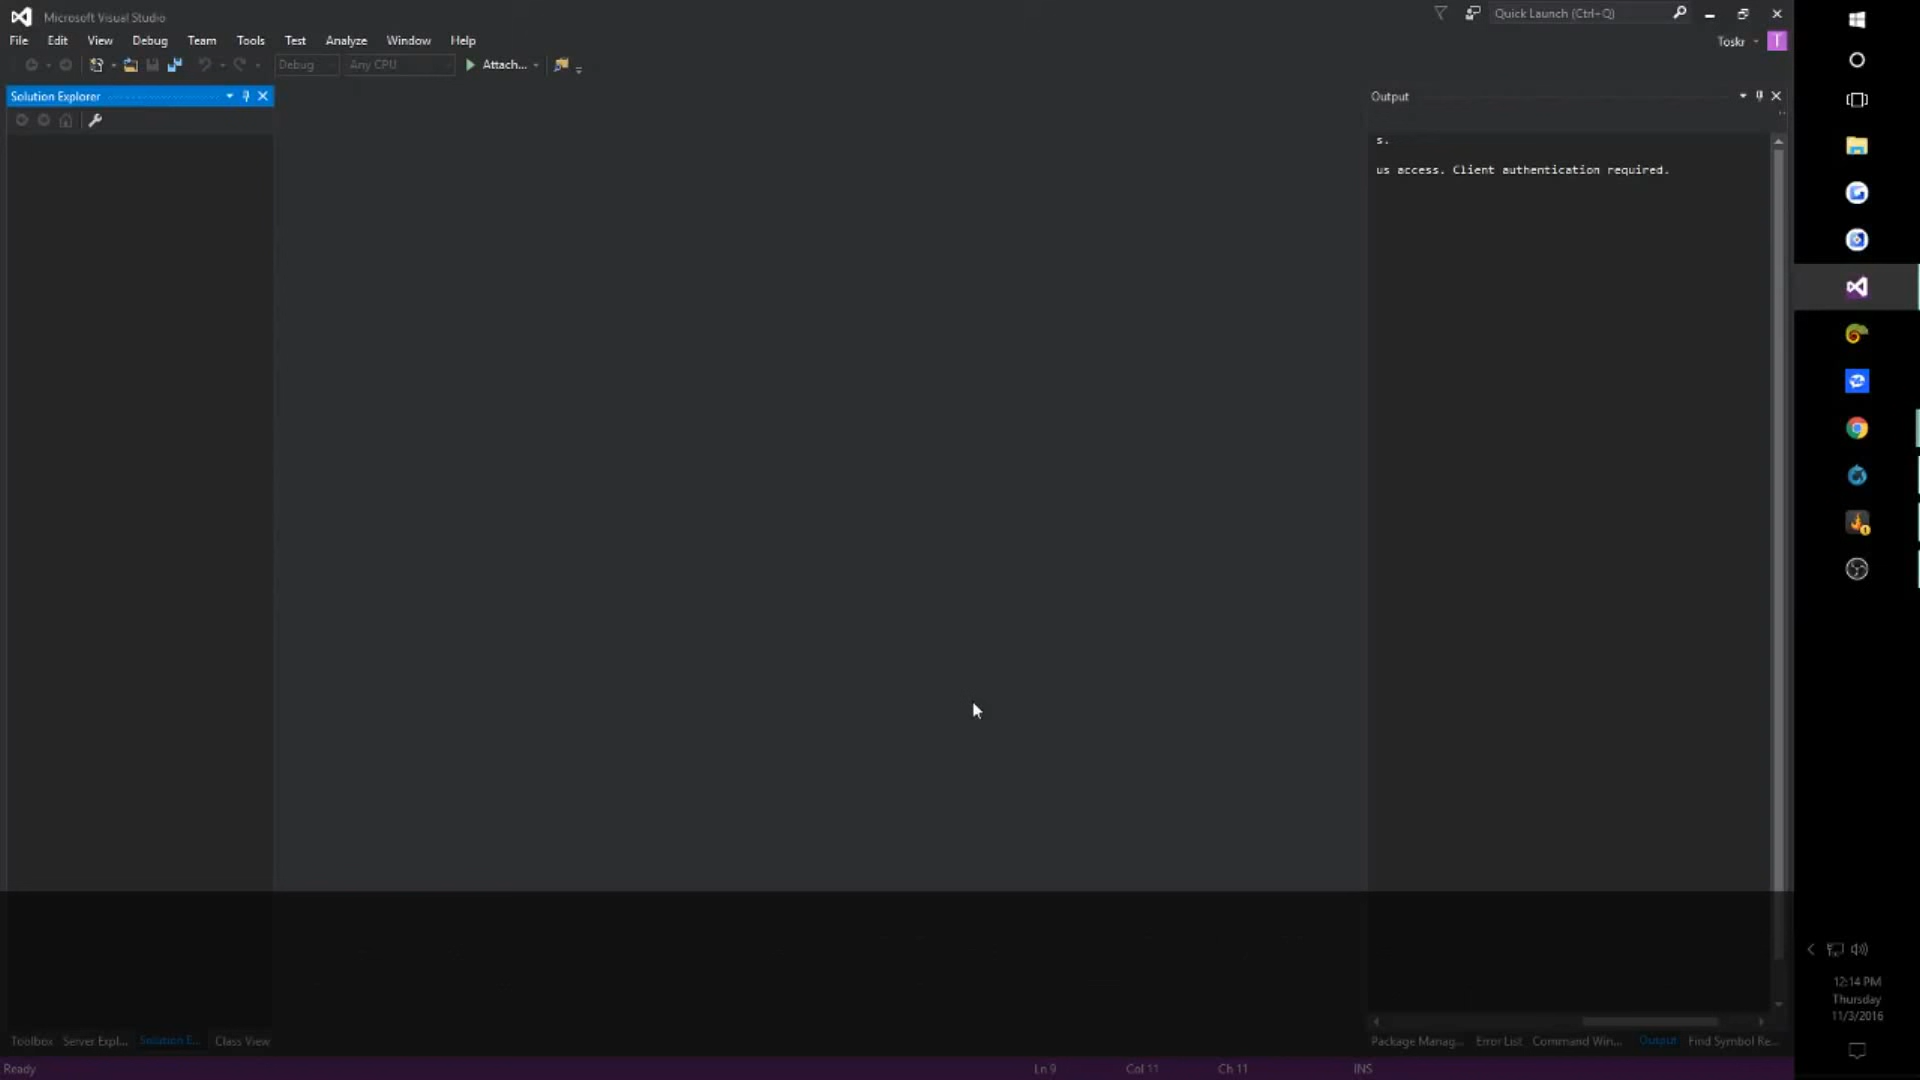 Microsoft Visual Studio
Quick Launch (Ctrl+Q)
File Edit View Debug Team Tools Test Analyze Window Help
Toskr T
Debug Any CPU Attach...
Solution Explorer
Output
s.
us access. Client authentication required.
12:14 PM
Thursday
11/3/2016
Toolbox Server Expl... Solution E... Class View
Package Manag... Error List Command Win... Output Find Symbol Re...
Ready Ln 9 Col 11 Ch 11 INS